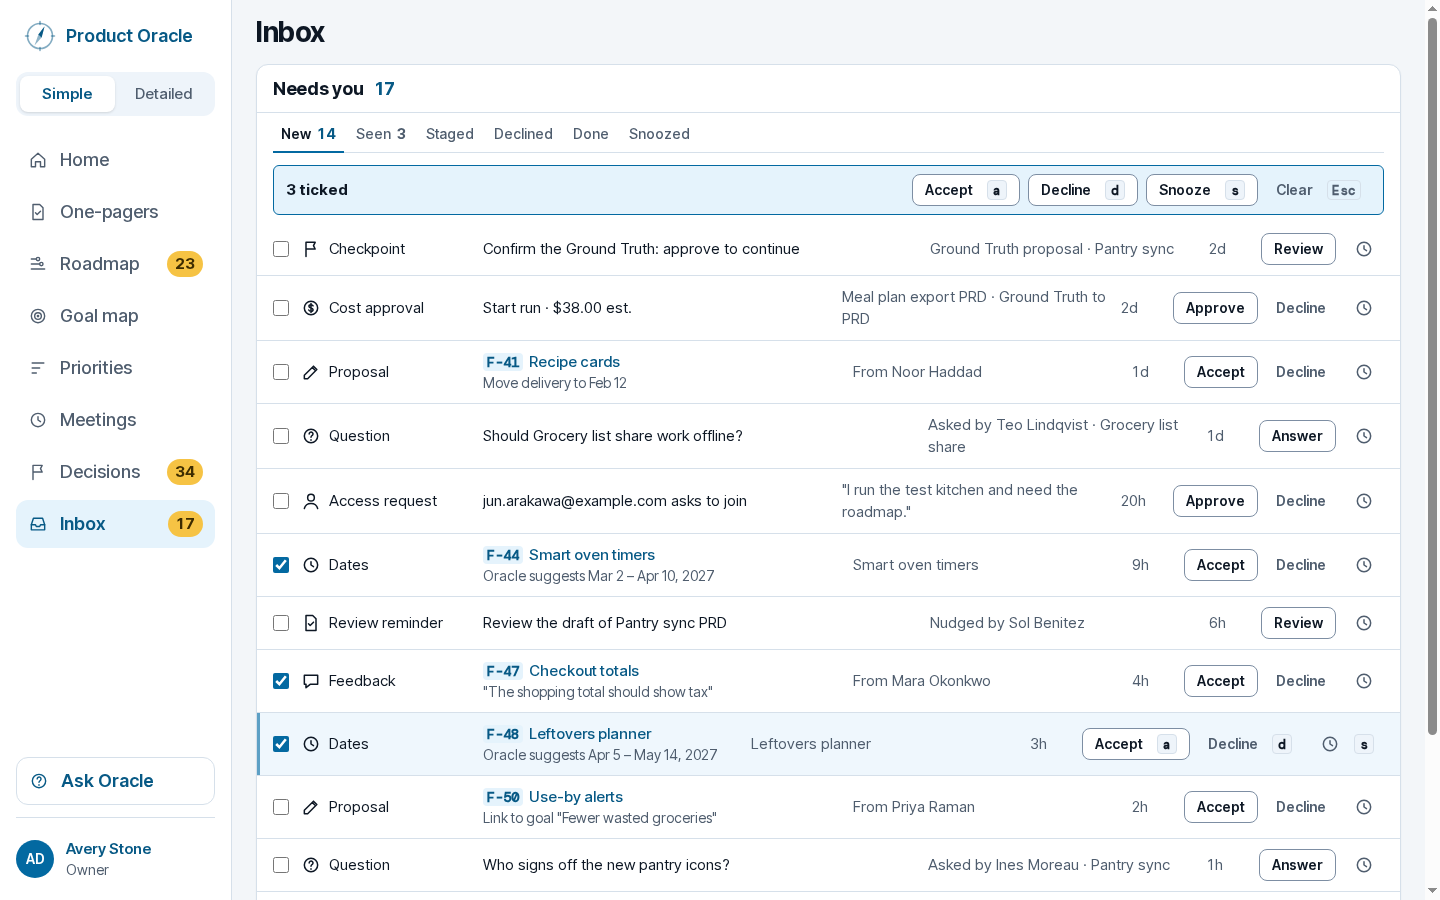 Product Oracle
Simple Detailed
Home
One-pagers
Roadmap 23
Goal map
Priorities
Meetings
Decisions 34
Inbox 17
Ask Oracle
AD
Avery Stone
Owner
Inbox
Needs you 17
New 14 Seen 3 Staged Declined Done Snoozed
3 ticked Accept a Decline d Snooze s Clear Esc
Checkpoint Confirm the Ground Truth: approve to continue Ground Truth proposal · Pantry sync 2d Review
Cost approval Start run · $38.00 est. Meal plan export PRD · Ground Truth to
PRD 2d Approve Decline
Proposal F-41 Recipe cards
Move delivery to Feb 12 From Noor Haddad 1d Accept Decline
Question Should Grocery list share work offline? Asked by Teo Lindqvist · Grocery list
share 1d Answer
Access request jun.arakawa@example.com asks to join "I run the test kitchen and need the
roadmap." 20h Approve Decline
Dates F-44 Smart oven timers
Oracle suggests Mar 2 – Apr 10, 2027 Smart oven timers 9h Accept Decline
Review reminder Review the draft of Pantry sync PRD Nudged by Sol Benitez 6h Review
Feedback F-47 Checkout totals
"The shopping total should show tax" From Mara Okonkwo 4h Accept Decline
Dates F-48 Leftovers planner
Oracle suggests Apr 5 – May 14, 2027 Leftovers planner 3h Accept a Decline d s
Proposal F-50 Use-by alerts
Link to goal "Fewer wasted groceries" From Priya Raman 2h Accept Decline
Question Who signs off the new pantry icons? Asked by Ines Moreau · Pantry sync 1h Answer